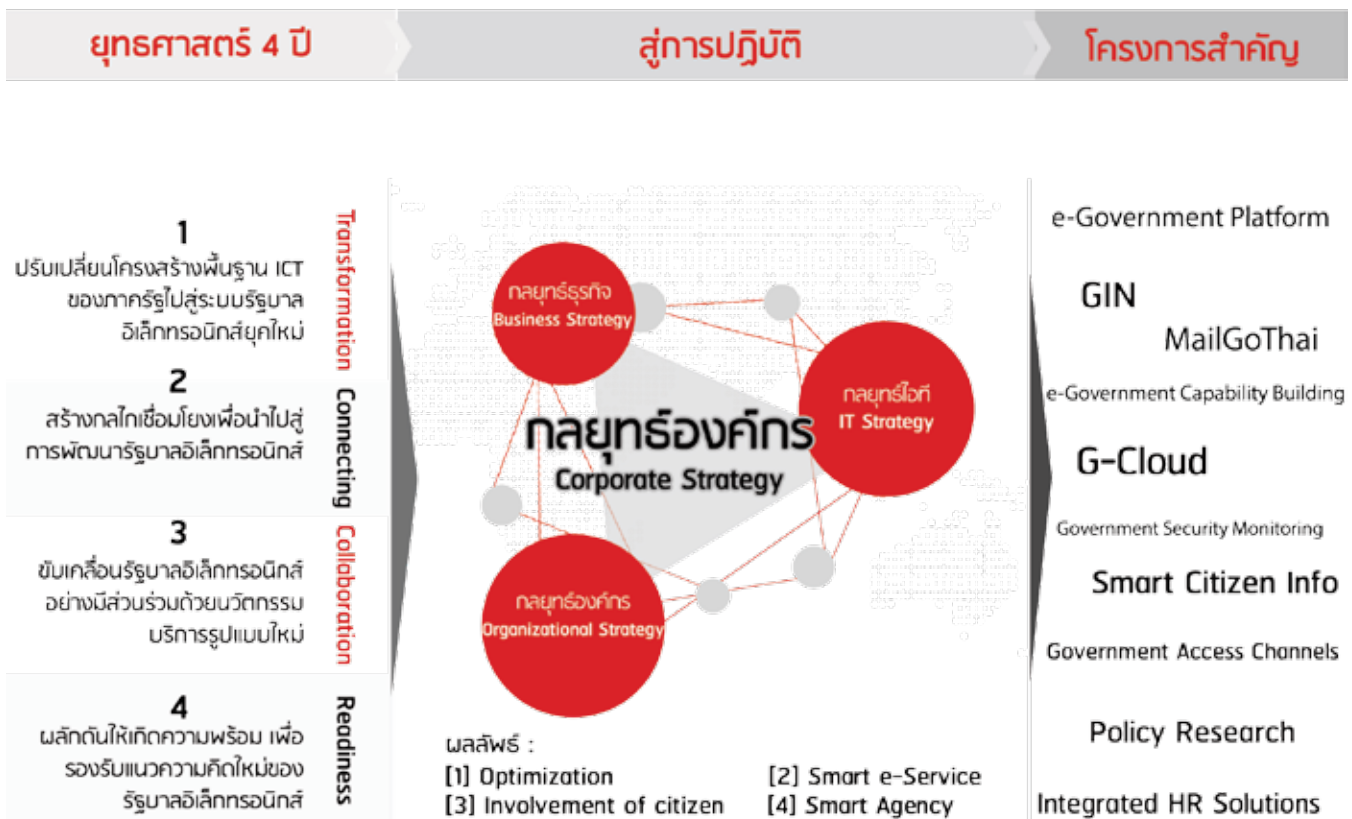 ยุทธศาสตร์ 4 ปี
สู่การปฏิบัติ
โครงการสำคัญ
1
ปรับเปลี่ยนโครงสร้างพื้นฐาน ICT
ของภาครัฐไปสู่ระบบรัฐบาล
อิเล็กทรอนิกส์ยุคใหม่
Transformation
2
สร้างกลไกเชื่อมโยงเพื่อนำไปสู่
การพัฒนารัฐบาลอิเล็กทรอนิกส์
Connecting
3
ขับเคลื่อนรัฐบาลอิเล็กทรอนิกส์
อย่างมีส่วนร่วมด้วยนวัตกรรม
บริการรูปแบบใหม่
Collaboration
4
ผลักดันให้เกิดความพร้อม เพื่อ
รองรับแนวความคิดใหม่ของ
รัฐบาลอิเล็กทรอนิกส์
Readiness
กลยุทธ์ธุรกิจ
Business Strategy
กลยุทธ์ไอที
IT Strategy
กลยุทธ์องค์กร
Corporate Strategy
กลยุทธ์องค์กร
Organizational Strategy
ผลลัพธ์ :
[1] Optimization
[2] Smart e-Service
[3] Involvement of citizen
[4] Smart Agency
e-Government Platform
GIN
MailGoThai
e-Government Capability Building
G-Cloud
Government Security Monitoring
Smart Citizen Info
Government Access Channels
Policy Research
Integrated HR Solutions